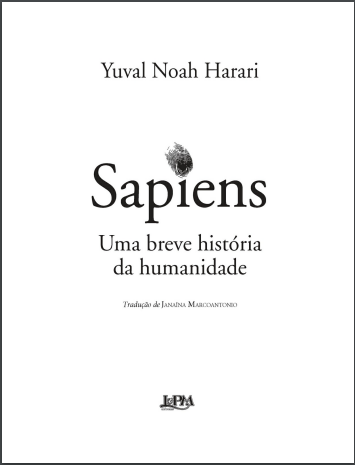 Yuval Noah Harari
Sapiens
Uma breve história
da humanidade
Tradução de Janaína Marcoantonio
L&PM